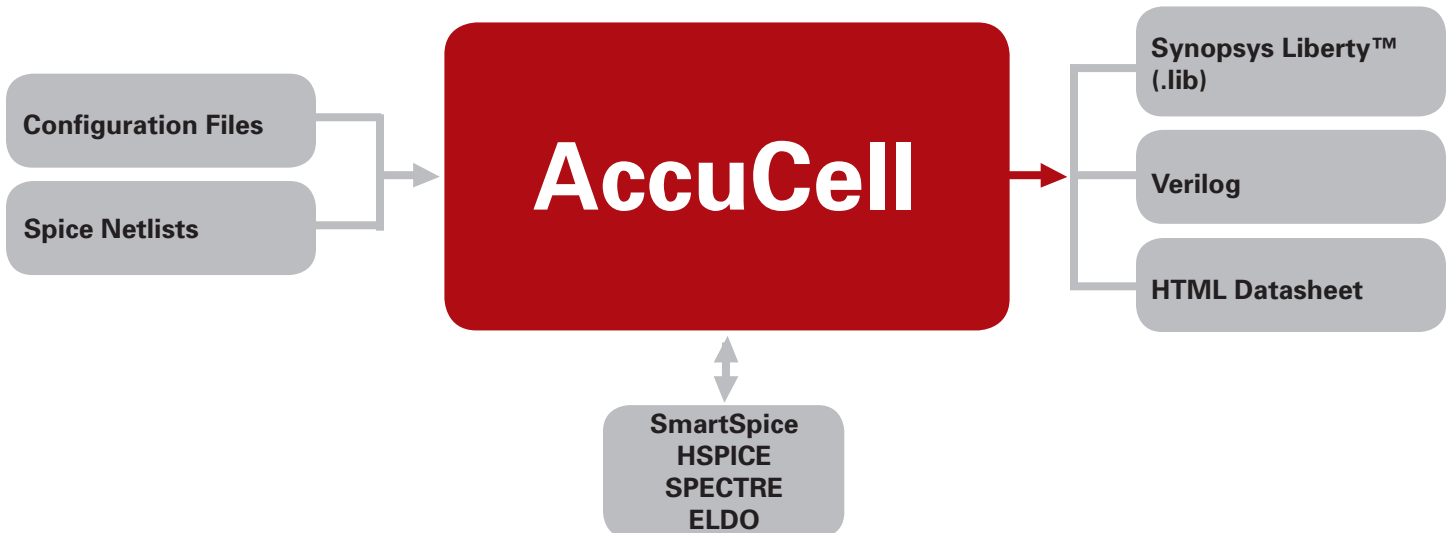 Configuration Files
Spice Netlists
AccuCell
Synopsys Liberty™
(.lib)
Verilog
HTML Datasheet
SmartSpice
HSPICE
SPECTRE
ELDO